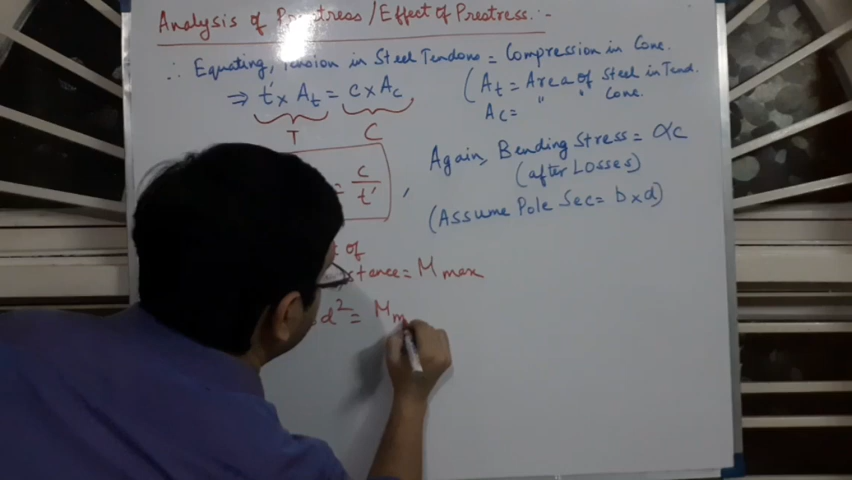 Analysis of Prestress / Effect of Prestress :-
∴ Equating, Tension in Steel Tendons = Compression in Conc.
⇒ t' x At = c x Ac (At = Area of Steel in Tend.
T C Ac = " " Conc.
= c/t' , Again, Bending Stress = αc
(after Losses)
(Assume Pole Sec = b x d)
of
stance = M max
d² = Mm